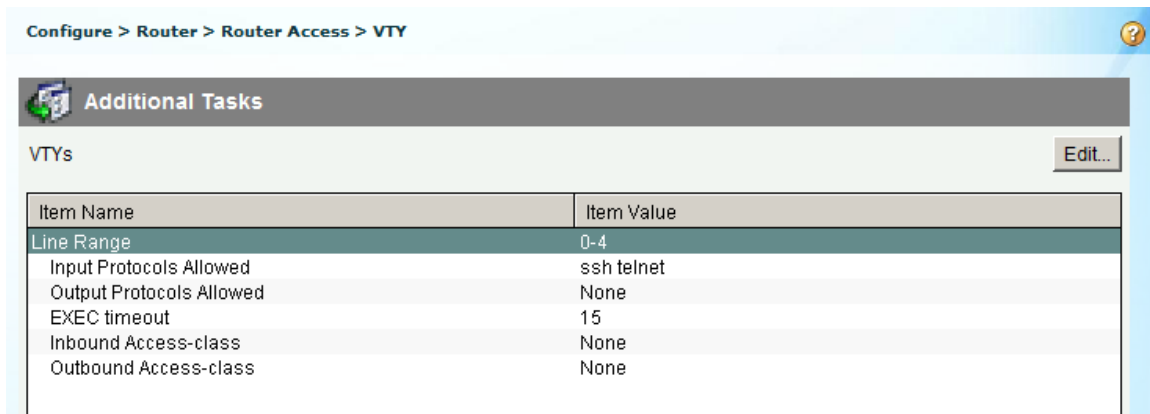 Configure > Router > Router Access > VTY
?
Additional Tasks
VTYs
Edit...
Item Name Item Value
Line Range 0-4
Input Protocols Allowed ssh telnet
Output Protocols Allowed None
EXEC timeout 15
Inbound Access-class None
Outbound Access-class None